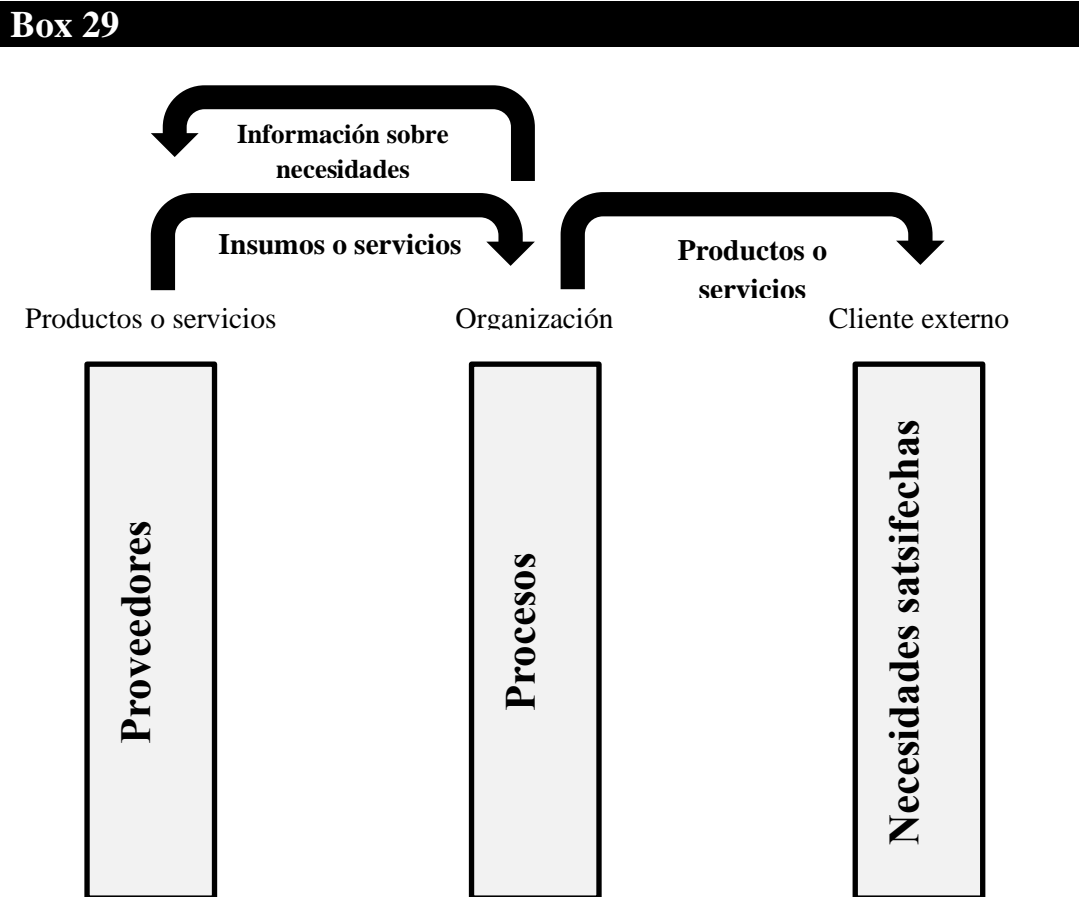 Box 29
Información sobre
necesidades
Insumos o servicios
Productos o
servicios
Productos o servicios
Organización
Cliente externo
Proveedores
Procesos
Necesidades satsifechas